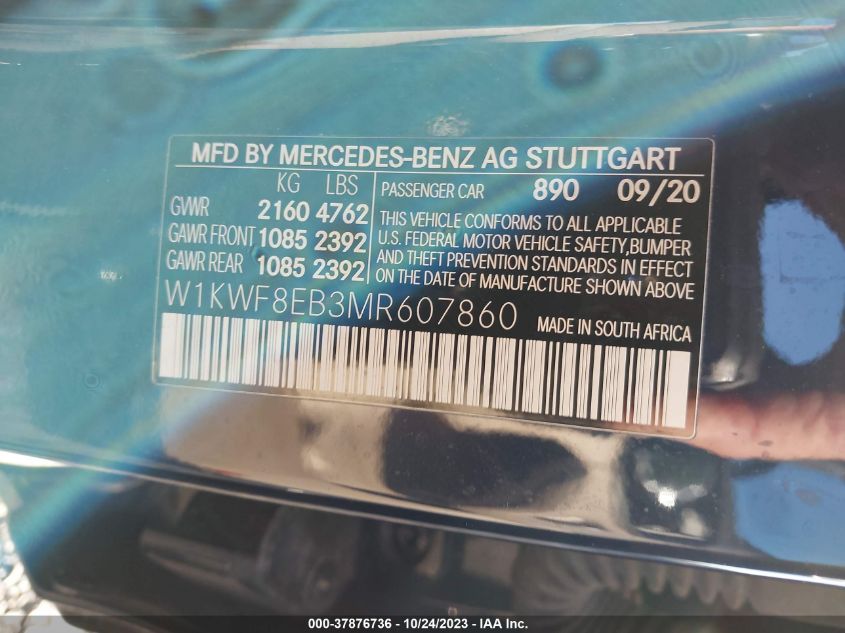 MFD BY MERCEDES-BENZ AG STUTTGART
KG LBS
GVWR 2160 4762
GAWR FRONT 1085 2392
GAWR REAR 1085 2392
PASSENGER CAR 890 09/20
THIS VEHICLE CONFORMS TO ALL APPLICABLE
U.S. FEDERAL MOTOR VEHICLE SAFETY,BUMPER
AND THEFT PREVENTION STANDARDS IN EFFECT
ON THE DATE OF MANUFACTURE SHOWN ABOVE.
W1KWF8EB3MR607860
MADE IN SOUTH AFRICA
000-37876736 - 10/24/2023 - IAA Inc.